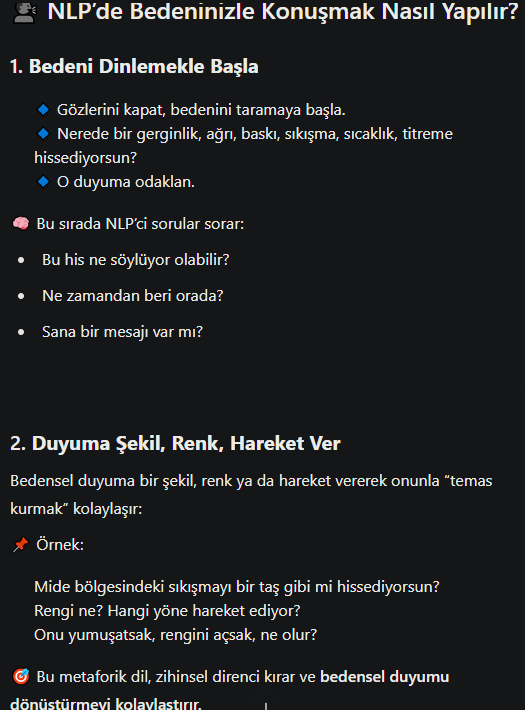 NLP’de Bedeninizle Konuşmak Nasıl Yapılır?
1. Bedeni Dinlemekle Başla
Gözlerini kapat, bedenini taramaya başla.
Nerede bir gerginlik, ağrı, baskı, sıkışma, sıcaklık, titreme
hissediyorsun?
O duyuma odaklan.
Bu sırada NLP’ci sorular sorar:
• Bu his ne söylüyor olabilir?
• Ne zamandan beri orada?
• Sana bir mesajı var mı?
2. Duyuma Şekil, Renk, Hareket Ver
Bedensel duyuma bir şekil, renk ya da hareket vererek onunla “temas
kurmak” kolaylaşır:
Örnek:
Mide bölgesindeki sıkışmayı bir taş gibi mi hissediyorsun?
Rengi ne? Hangi yöne hareket ediyor?
Onu yumuşatsak, rengini açsak, ne olur?
Bu metaforik dil, zihinsel direnci kırar ve bedensel duyumu
dönüştürmeyi kolaylaştırır.